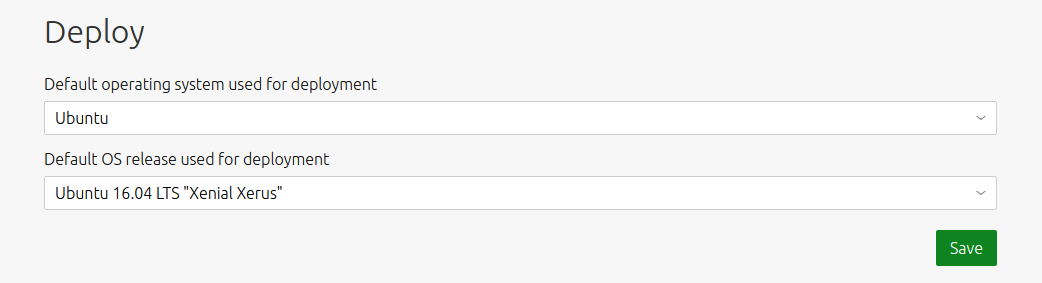 Deploy
Default operating system used for deployment
Ubuntu
Default OS release used for deployment
Ubuntu 16.04 LTS "Xenial Xerus"
Save